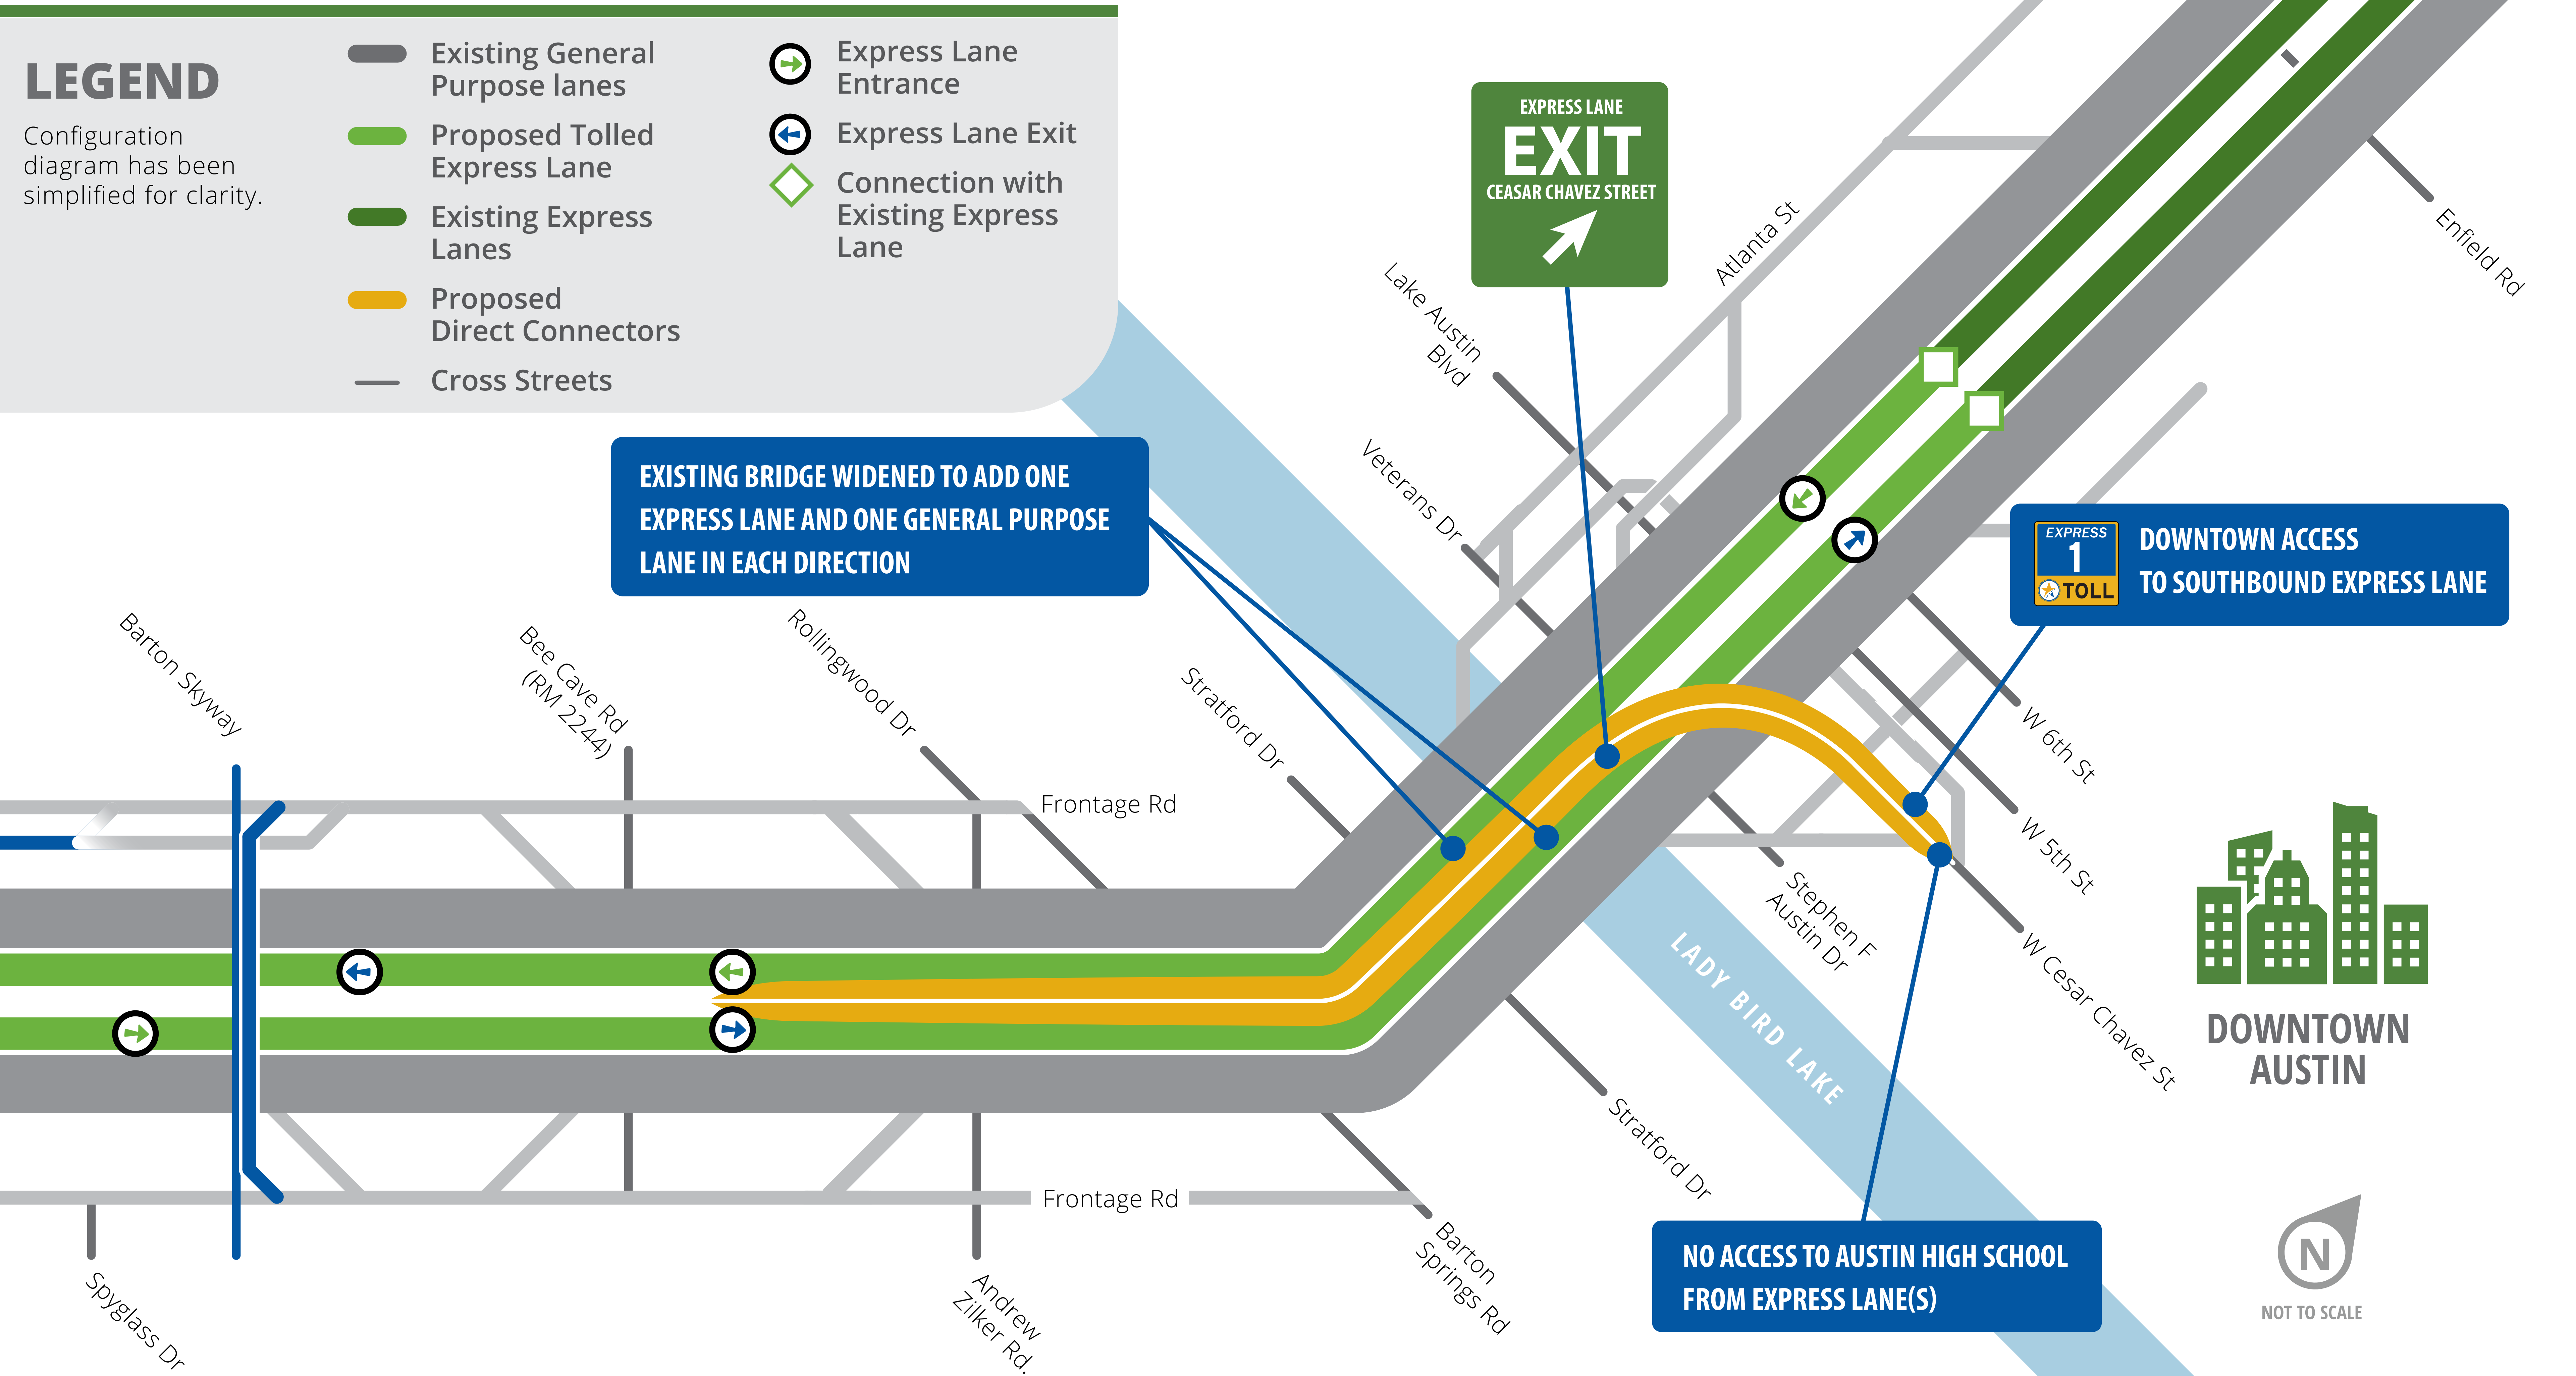 LEGEND
Configuration
diagram has been
simplified for clarity.
Existing General
Purpose lanes
Proposed Tolled
Express Lane
Existing Express
Lanes
Proposed
Direct Connectors
Cross Streets
Express Lane
Entrance
Express Lane Exit
Connection with
Existing Express
Lane
EXPRESS LANE
EXIT
CEASAR CHAVEZ STREET
Atlanta St
Lake Austin
Blvd
Veterans Dr
Enfield Rd
EXISTING BRIDGE WIDENED TO ADD ONE
EXPRESS LANE AND ONE GENERAL PURPOSE
LANE IN EACH DIRECTION
EXPRESS
1
TOLL
DOWNTOWN ACCESS
TO SOUTHBOUND EXPRESS LANE
Barton Skyway
Bee Cave Rd
(RM 2244)
Rollingwood Dr
Stratford Dr
Frontage Rd
W 6th St
W 5th St
Stephen F
Austin Dr
W Cesar Chavez St
LADY BIRD LAKE
DOWNTOWN
AUSTIN
Stratford Dr
Frontage Rd
Barton
Springs Rd
Andrew
Zilker Rd.
Spyglass Dr
NO ACCESS TO AUSTIN HIGH SCHOOL
FROM EXPRESS LANE(S)
N
NOT TO SCALE